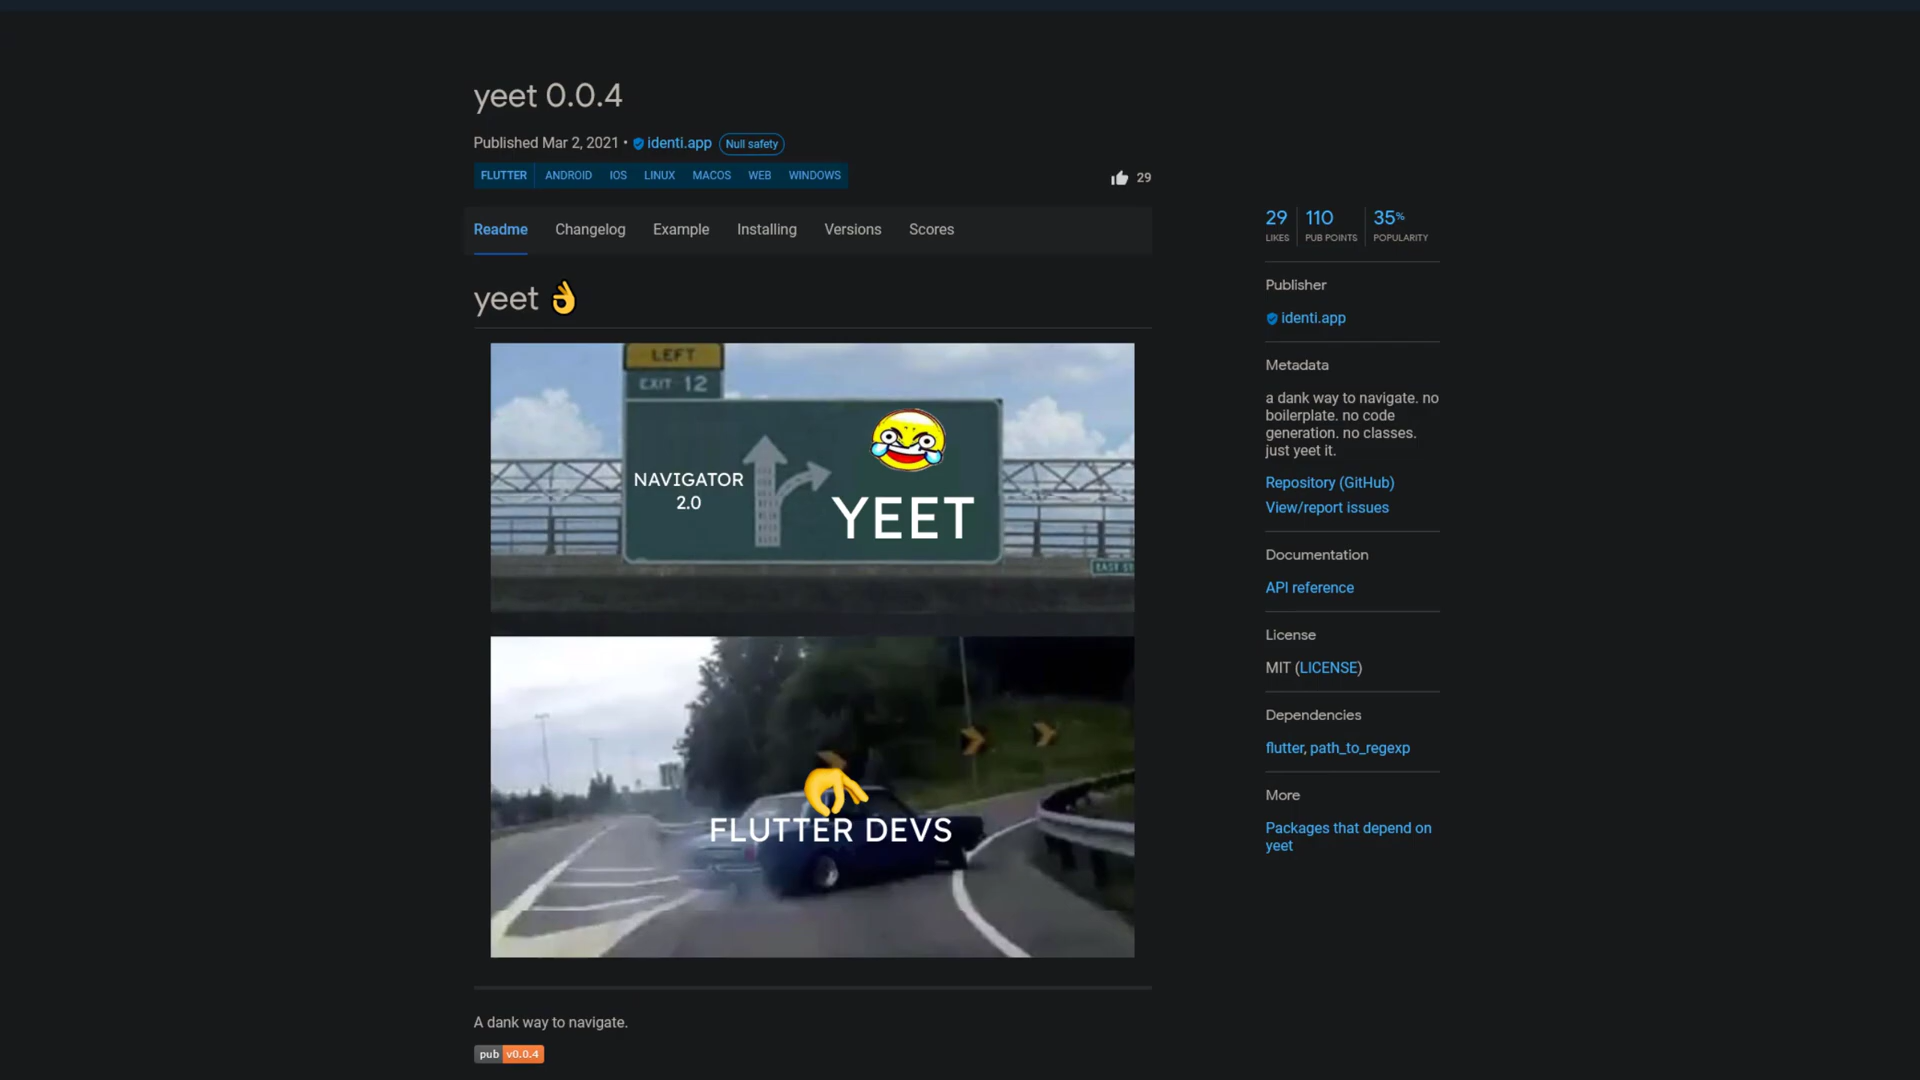 yeet 0.0.4
Published Mar 2, 2021 • identi.app Null safety
FLUTTER ANDROID IOS LINUX MACOS WEB WINDOWS
29
Readme Changelog Example Installing Versions Scores
yeet 👌
LEFT
EXIT 12
NAVIGATOR
2.0
YEET
EAST
FLUTTER DEVS
A dank way to navigate.
pub v0.0.4
29 110 35%
LIKES PUB POINTS POPULARITY
Publisher
identi.app
Metadata
a dank way to navigate. no
boilerplate. no code
generation. no classes.
just yeet it.
Repository (GitHub)
View/report issues
Documentation
API reference
License
MIT (LICENSE)
Dependencies
flutter, path_to_regexp
More
Packages that depend on
yeet